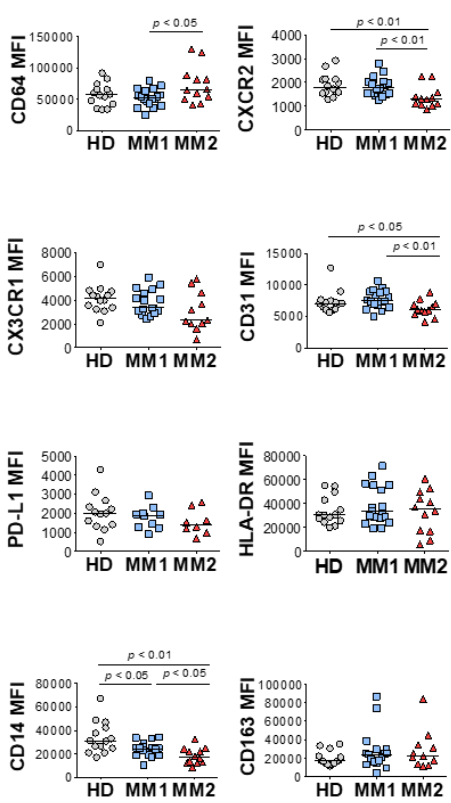 p < 0.05
CD64 MFI
150000
100000
50000
0
HD MM1 MM2
p < 0.01
p < 0.01
CXCR2 MFI
4000
3000
2000
1000
0
HD MM1 MM2
CX3CR1 MFI
8000
6000
4000
2000
0
HD MM1 MM2
p < 0.05
p < 0.01
CD31 MFI
15000
10000
5000
0
HD MM1 MM2
PD-L1 MFI
5000
4000
3000
2000
1000
0
HD MM1 MM2
HLA-DR MFI
80000
60000
40000
20000
0
HD MM1 MM2
p < 0.01
p < 0.05 p < 0.05
CD14 MFI
80000
60000
40000
20000
0
HD MM1 MM2
CD163 MFI
100000
80000
60000
40000
20000
0
HD MM1 MM2